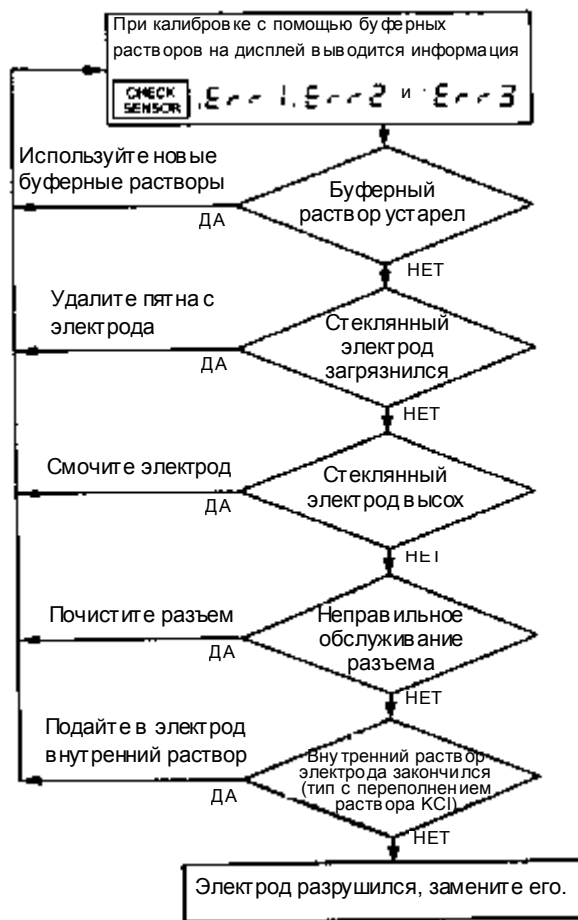 При калибровке с помощью буферных
растворов на дисплей выводится информация
CHECK
SENSOR , Err 1, Err 2 и Err 3
Используйте новые
буферные растворы
ДА
Буферный
раствор устарел
НЕТ
Удалите пятна с
электрода
ДА
Стеклянный
электрод
загрязнился
НЕТ
Смочите электрод
ДА
Стеклянный
электрод высох
НЕТ
Почистите разъем
ДА
Неправильное
обслуживание
разъема
НЕТ
Подайте в электрод
внутренний раствор
ДА
Внутренний раствор
электрода закончился
(тип с переполнением
раствора KCl)
НЕТ
Электрод разрушился, замените его.